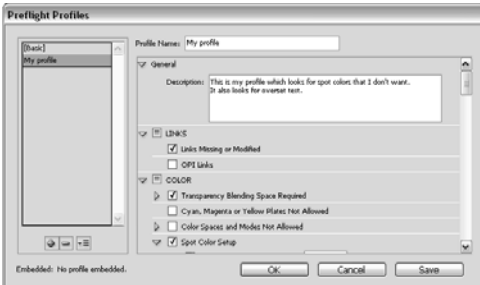 Preflight Profiles
[Basic]
My profile
Profile Name: My profile
General
Description: This is my profile which looks for spot colors that I don't want.
It also looks for overset text.
LINKS
Links Missing or Modified
OPI Links
COLOR
Transparency Blending Space Required
Cyan, Magenta or Yellow Plates Not Allowed
Color Spaces and Modes Not Allowed
Spot Color Setup
Embedded: No profile embedded.
OK
Cancel
Save